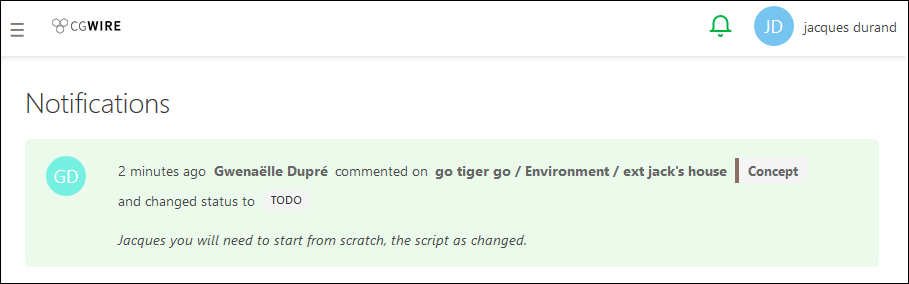 CGWIRE
JD
jacques durand
Notifications
GD
2 minutes ago Gwenaëlle Dupré commented on go tiger go / Environment / ext jack's house Concept
and changed status to TODO
Jacques you will need to start from scratch, the script as changed.